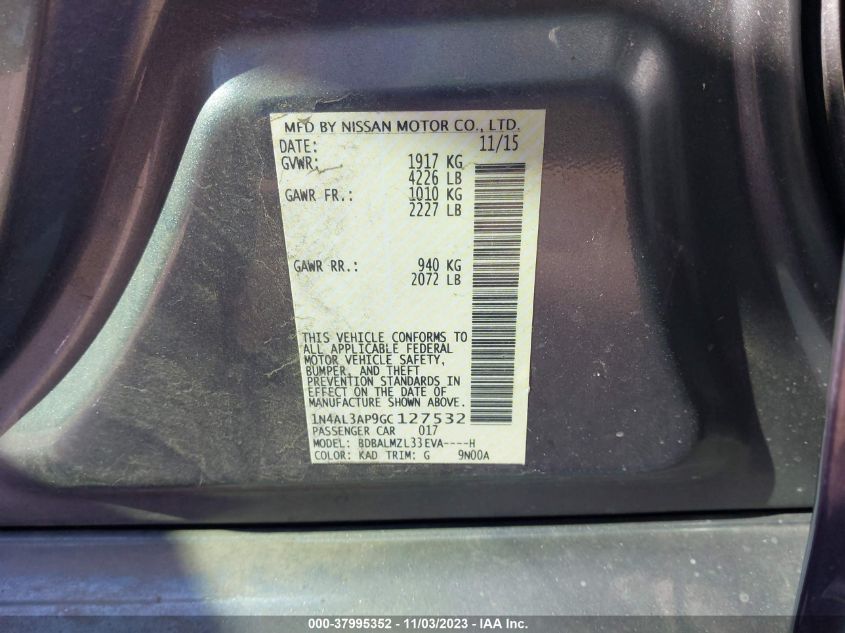 MFD BY NISSAN MOTOR CO., LTD.
DATE: 11/15
GVWR: 1917 KG
4226 LB
GAWR FR.: 1010 KG
2227 LB
GAWR RR.: 940 KG
2072 LB
THIS VEHICLE CONFORMS TO
ALL APPLICABLE FEDERAL
MOTOR VEHICLE SAFETY,
BUMPER, AND THEFT
PREVENTION STANDARDS IN
EFFECT ON THE DATE OF
MANUFACTURE SHOWN ABOVE.
1N4AL3AP9GC127532
PASSENGER CAR 017
MODEL: BDBALMZL33EVA----H
COLOR: KAD TRIM: G 9N00A
000-37995352 - 11/03/2023 - IAA Inc.